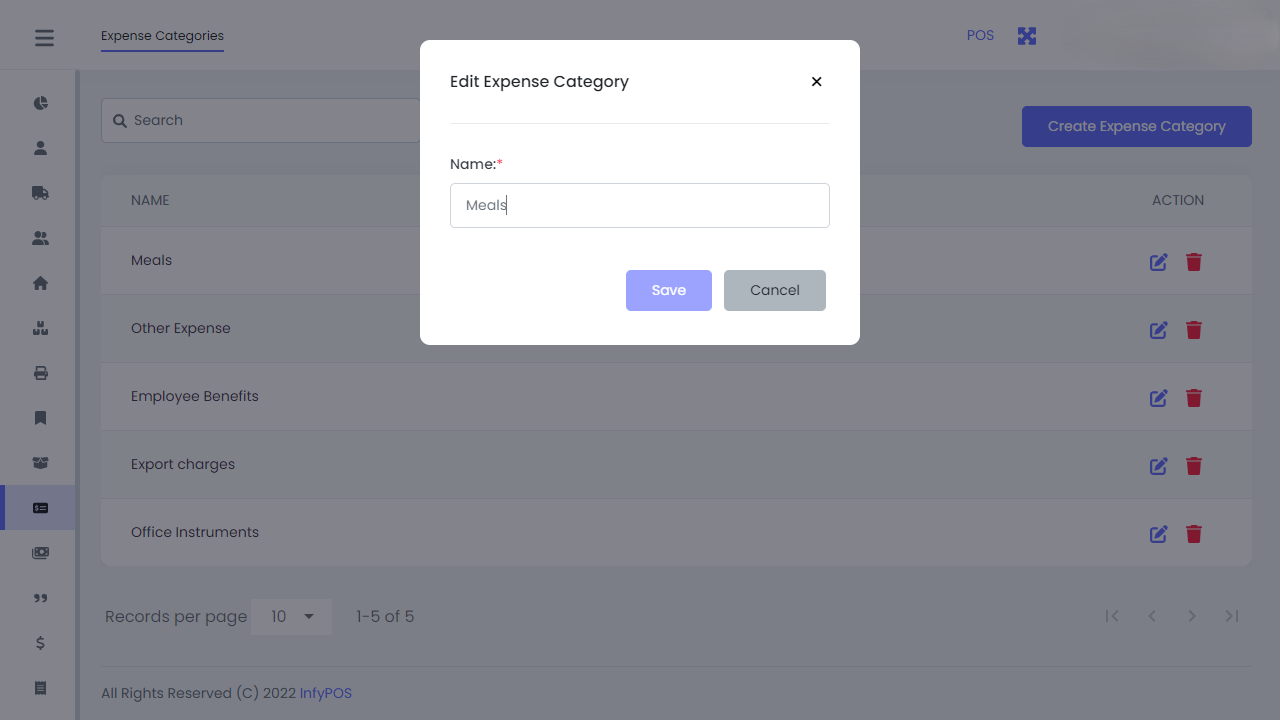 Expense Categories
POS
Edit Expense Category
Search
Create Expense Category
Name:*
Meals
Save
Cancel
NAME
ACTION
Meals
Other Expense
Employee Benefits
Export charges
Office Instruments
Records per page 10 1-5 of 5
All Rights Reserved (C) 2022 InfyPOS